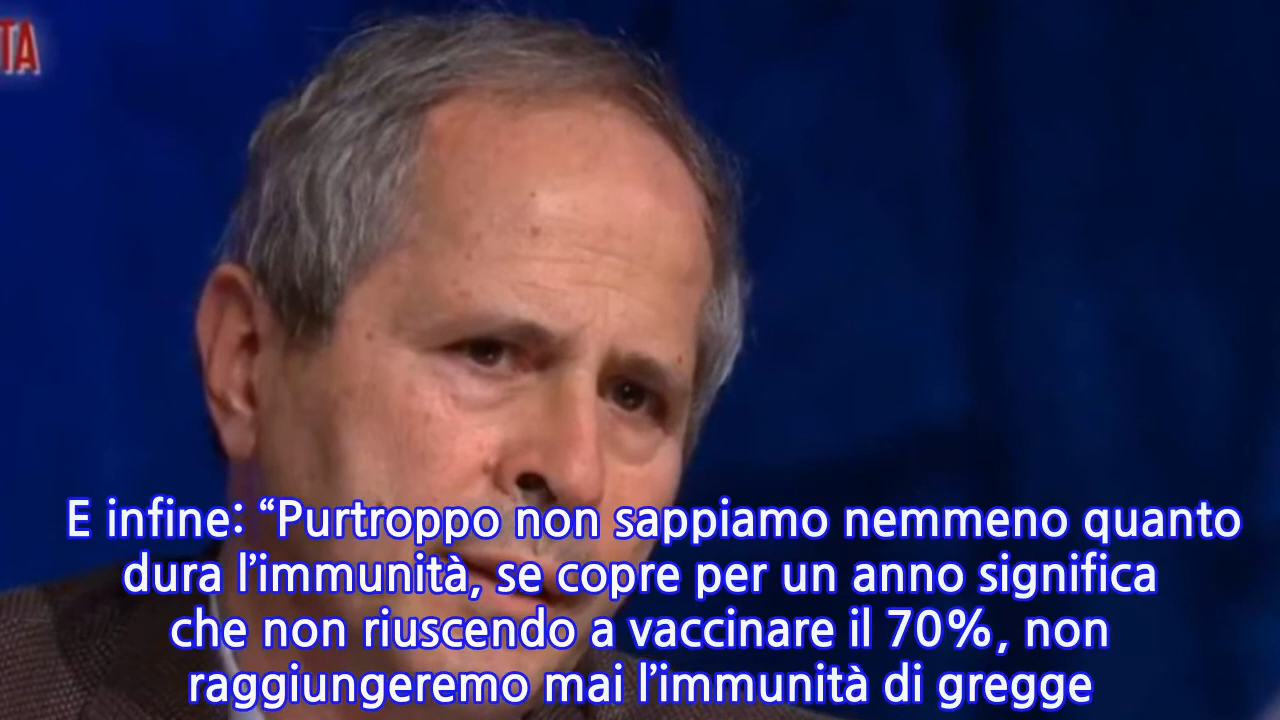 TA
E infine: “Purtroppo non sappiamo nemmeno quanto
dura l’immunità, se copre per un anno significa
che non riuscendo a vaccinare il 70%, non
raggiungeremo mai l’immunità di gregge